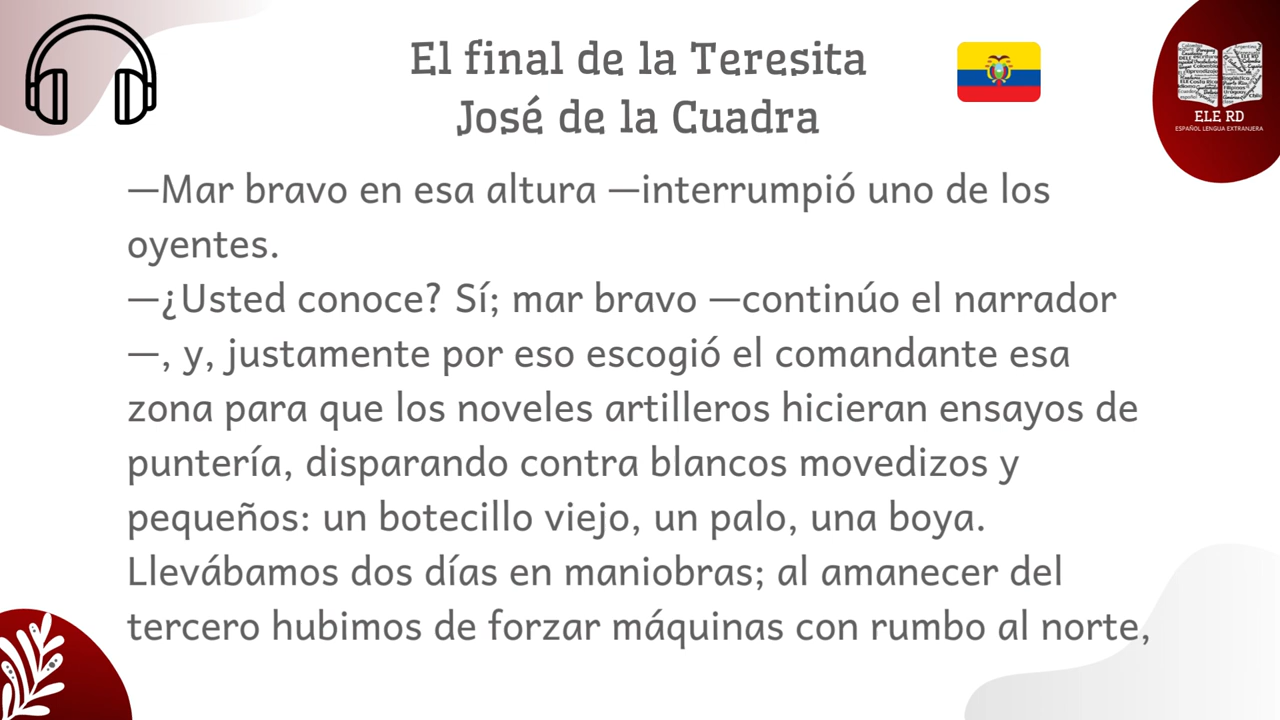 El final de la Teresita
José de la Cuadra
ELE RD
ESPAÑOL LENGUA EXTRANJERA
—Mar bravo en esa altura —interrumpió uno de los
oyentes.
—¿Usted conoce? Sí; mar bravo —continúo el narrador
—, y, justamente por eso escogió el comandante esa
zona para que los noveles artilleros hicieran ensayos de
puntería, disparando contra blancos movedizos y
pequeños: un botecillo viejo, un palo, una boya.
Llevábamos dos días en maniobras; al amanecer del
tercero hubimos de forzar máquinas con rumbo al norte,